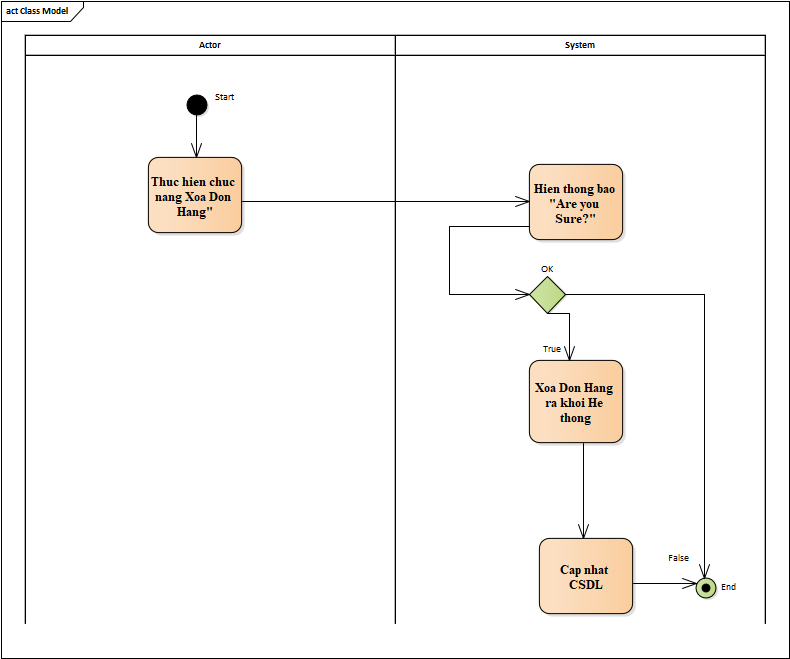 act Class Model
Actor
System
Start
Thuc hien chuc
nang Xoa Don
Hang"
Hien thong bao
"Are you
Sure?"
OK
True
Xoa Don Hang
ra khoi He
thong
False
Cap nhat
CSDL
End